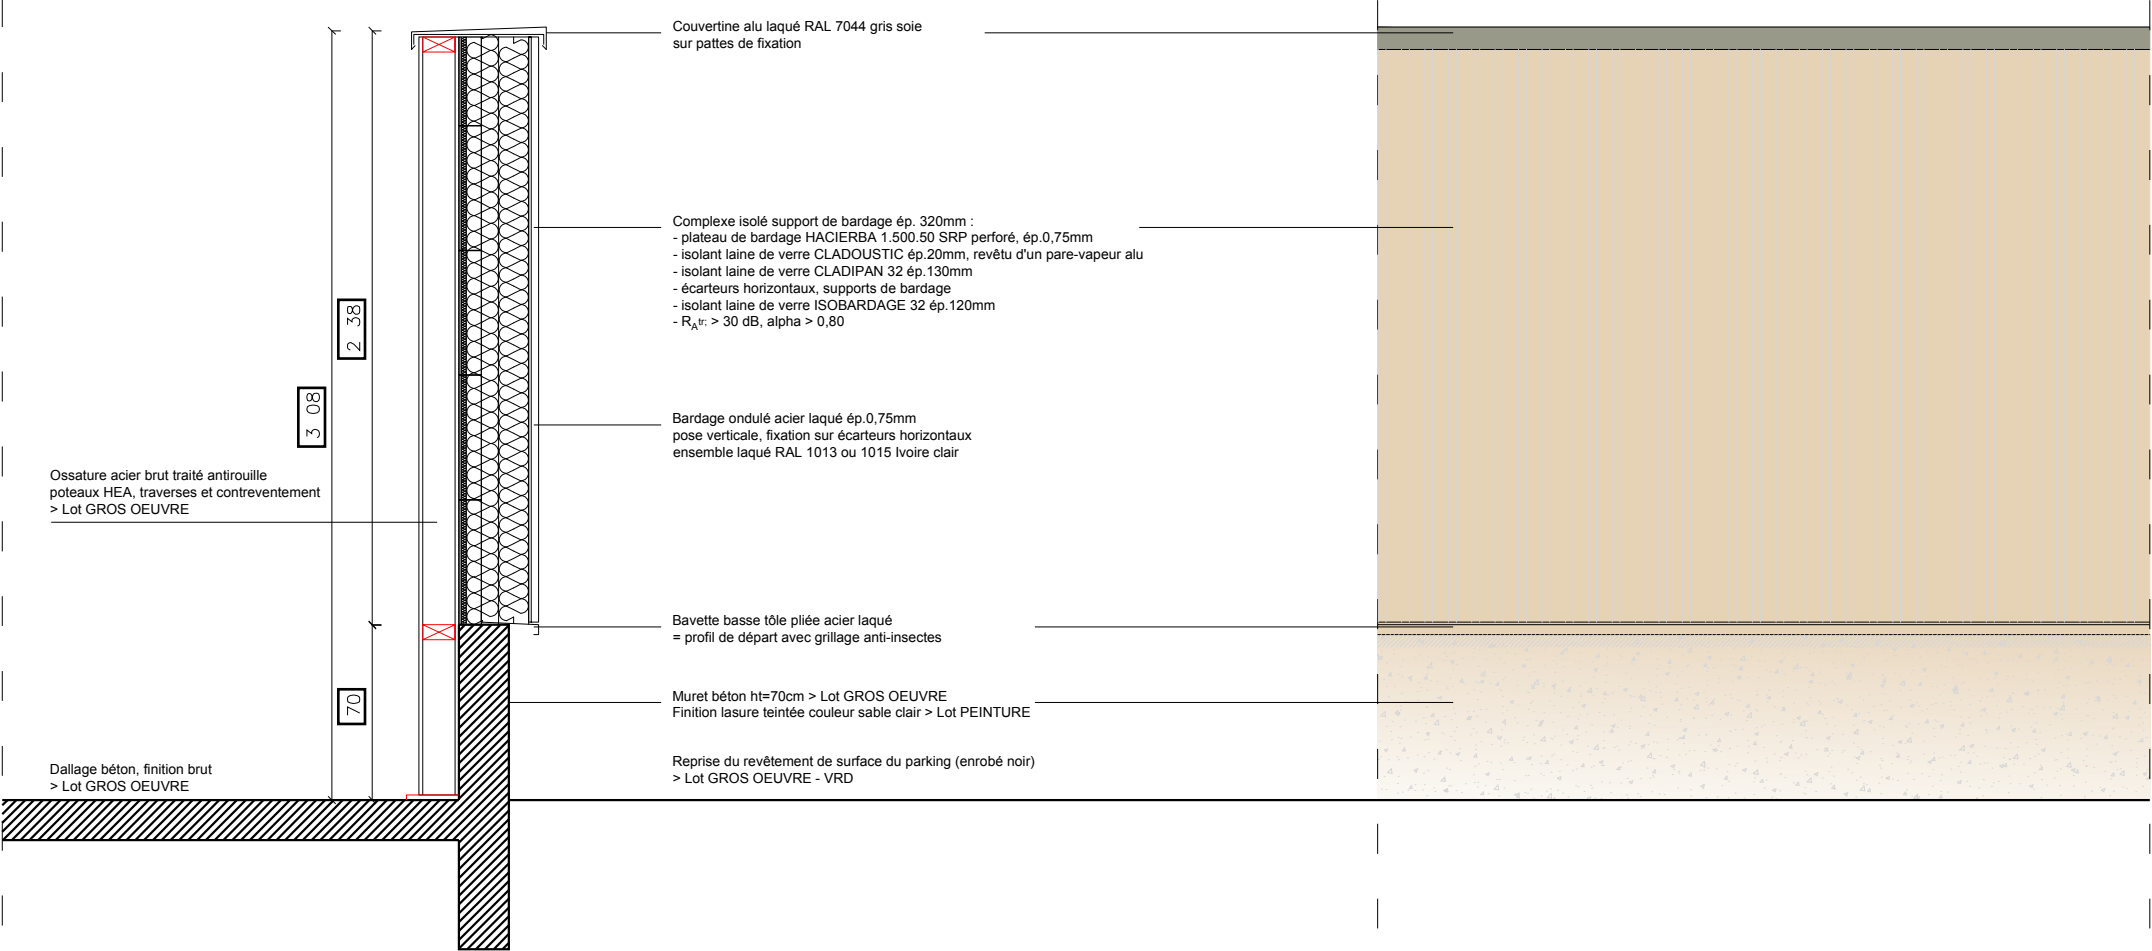 Couvertine alu laqué RAL 7044 gris soie
sur pattes de fixation
Complexe isolé support de bardage ép. 320mm :
- plateau de bardage HACIERBA 1.500.50 SRP perforé, ép.0,75mm
- isolant laine de verre CLADOUSTIC ép.20mm, revêtu d'un pare-vapeur alu
- isolant laine de verre CLADIPAN 32 ép.130mm
- écarteurs horizontaux, supports de bardage
- isolant laine de verre ISOBARDAGE 32 ép.120mm
- RAtr; > 30 dB, alpha > 0,80
2 38
3 08
Bardage ondulé acier laqué ép.0,75mm
pose verticale, fixation sur écarteurs horizontaux
ensemble laqué RAL 1013 ou 1015 Ivoire clair
Ossature acier brut traité antirouille
poteaux HEA, traverses et contreventement
> Lot GROS OEUVRE
Bavette basse tôle pliée acier laqué
= profil de départ avec grillage anti-insectes
70
Muret béton ht=70cm > Lot GROS OEUVRE
Finition lasure teintée couleur sable clair > Lot PEINTURE
Reprise du revêtement de surface du parking (enrobé noir)
> Lot GROS OEUVRE - VRD
Dallage béton, finition brut
> Lot GROS OEUVRE